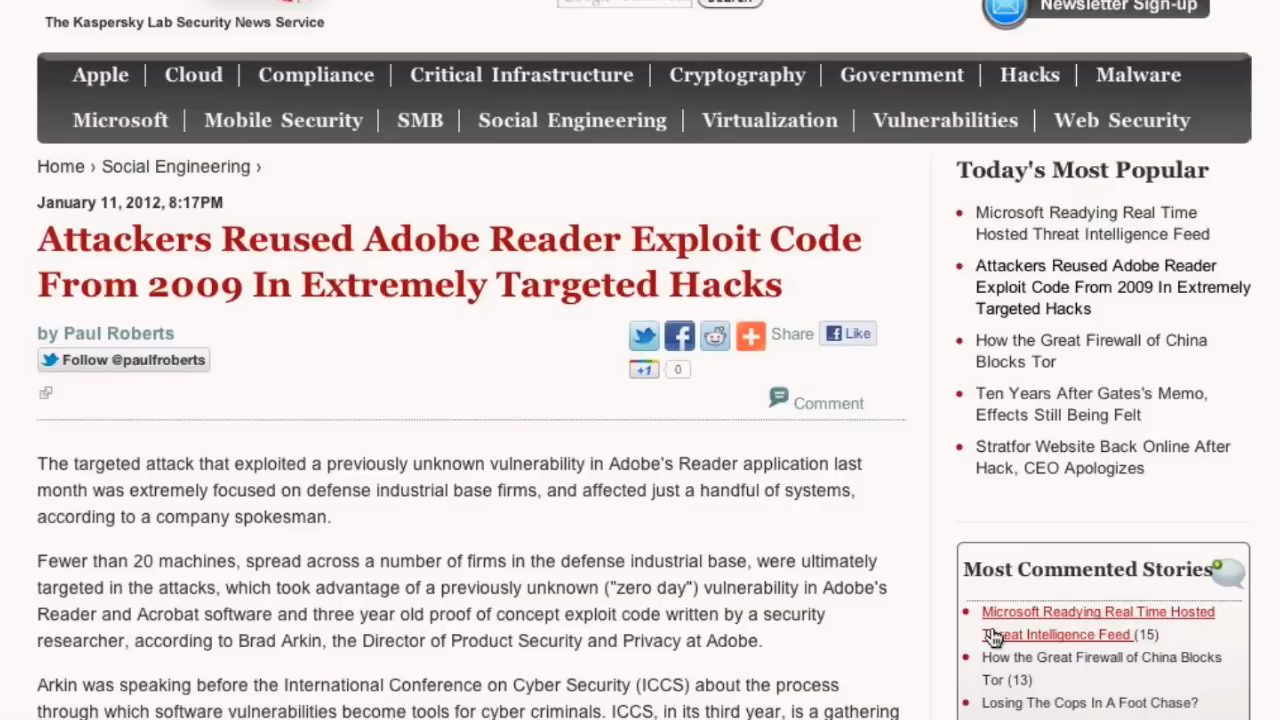 The Kaspersky Lab Security News Service
Google
Search
Newsletter Sign-up
Apple | Cloud | Compliance | Critical Infrastructure | Cryptography | Government | Hacks | Malware
Microsoft | Mobile Security | SMB | Social Engineering | Virtualization | Vulnerabilities | Web Security
Home › Social Engineering ›
January 11, 2012, 8:17PM
Attackers Reused Adobe Reader Exploit Code
From 2009 In Extremely Targeted Hacks
by Paul Roberts
Follow @paulfroberts
Share
Like
+1
0
Comment
The targeted attack that exploited a previously unknown vulnerability in Adobe's Reader application last
month was extremely focused on defense industrial base firms, and affected just a handful of systems,
according to a company spokesman.
Fewer than 20 machines, spread across a number of firms in the defense industrial base, were ultimately
targeted in the attacks, which took advantage of a previously unknown ("zero day") vulnerability in Adobe's
Reader and Acrobat software and three year old proof of concept exploit code written by a security
researcher, according to Brad Arkin, the Director of Product Security and Privacy at Adobe.
Arkin was speaking before the International Conference on Cyber Security (ICCS) about the process
through which software vulnerabilities become tools for cyber criminals. ICCS, in its third year, is a gathering
Today's Most Popular
Microsoft Readying Real Time
Hosted Threat Intelligence Feed
Attackers Reused Adobe Reader
Exploit Code From 2009 In Extremely
Targeted Hacks
How the Great Firewall of China
Blocks Tor
Ten Years After Gates's Memo,
Effects Still Being Felt
Stratfor Website Back Online After
Hack, CEO Apologizes
Most Commented Stories
Microsoft Readying Real Time Hosted
Threat Intelligence Feed (15)
How the Great Firewall of China Blocks
Tor (13)
Losing The Cops In A Foot Chase?